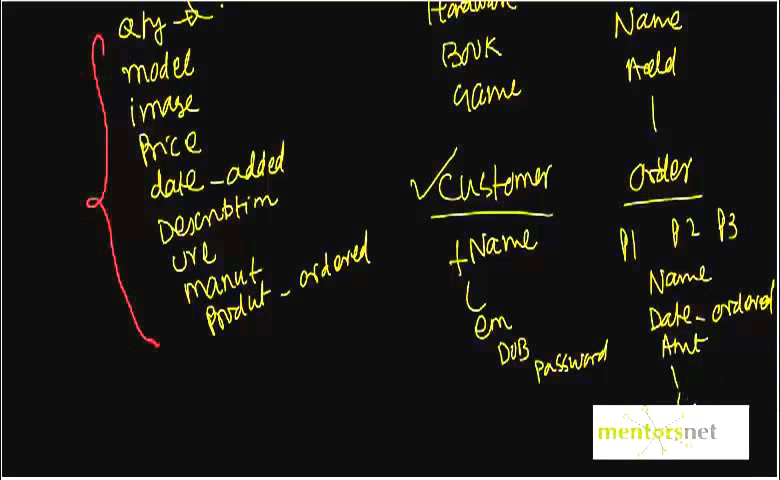 Qty
model
image
Price
date_added
Description
url
manuf
Product_ordered
Hardware
BOOK
Game
Customer
fName
em
DOB
password
Name
Add
Order
P1 P2 P3
Name
Date_ordered
Amt
mentorsnet